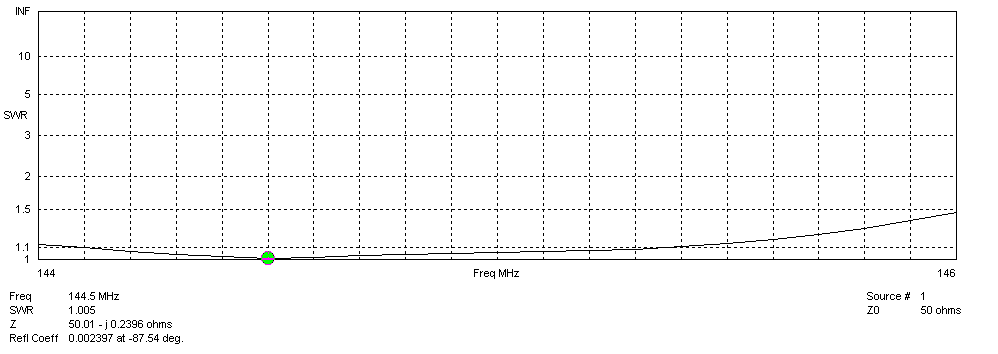 INF
10
5
SWR
3
2
1.5
1.1
1
144 Freq MHz 146
Freq 144.5 MHz Source # 1
SWR 1.005 Z0 50 ohms
Z 50.01 - j 0.2396 ohms
Refl Coeff 0.002397 at -87.54 deg.